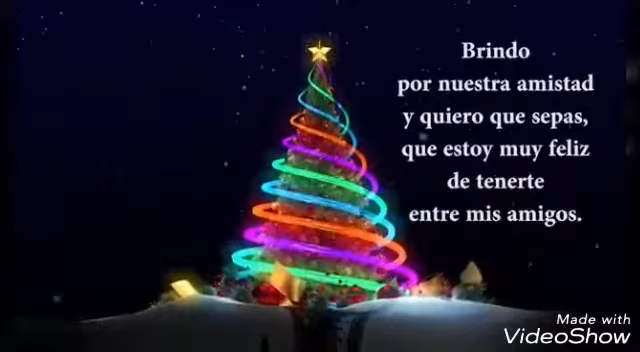 Brindo
por nuestra amistad
y quiero que sepas,
que estoy muy feliz
de tenerte
entre mis amigos.
Made with
VideoShow